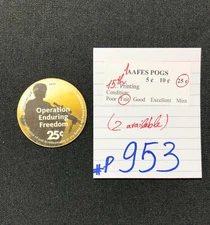 Operation
Enduring
Freedom
25¢
AAFES POGS
5¢ 10¢ 25¢
15th Printing
Condition:
Poor Fair Good Excellent Mint
(2 available)
#P 953